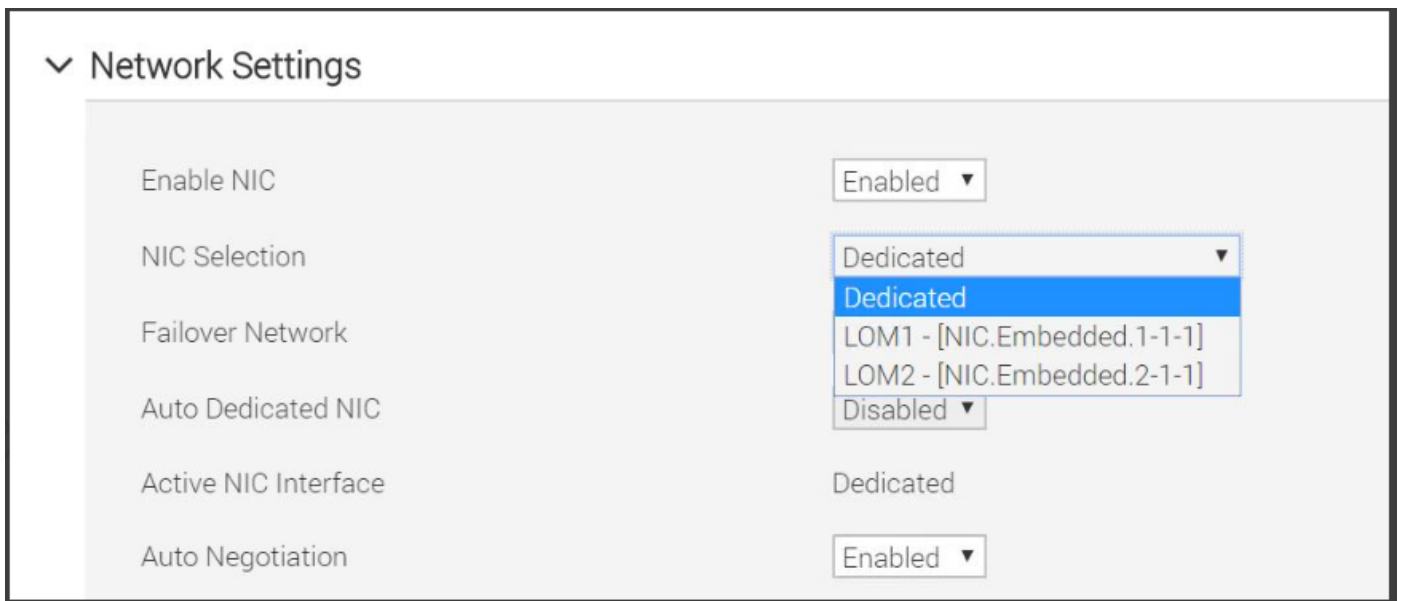 Network Settings
Enable NIC Enabled
NIC Selection Dedicated
Dedicated
Failover Network LOM1 - [NIC.Embedded.1-1-1]
LOM2 - [NIC.Embedded.2-1-1]
Auto Dedicated NIC Disabled
Active NIC Interface Dedicated
Auto Negotiation Enabled